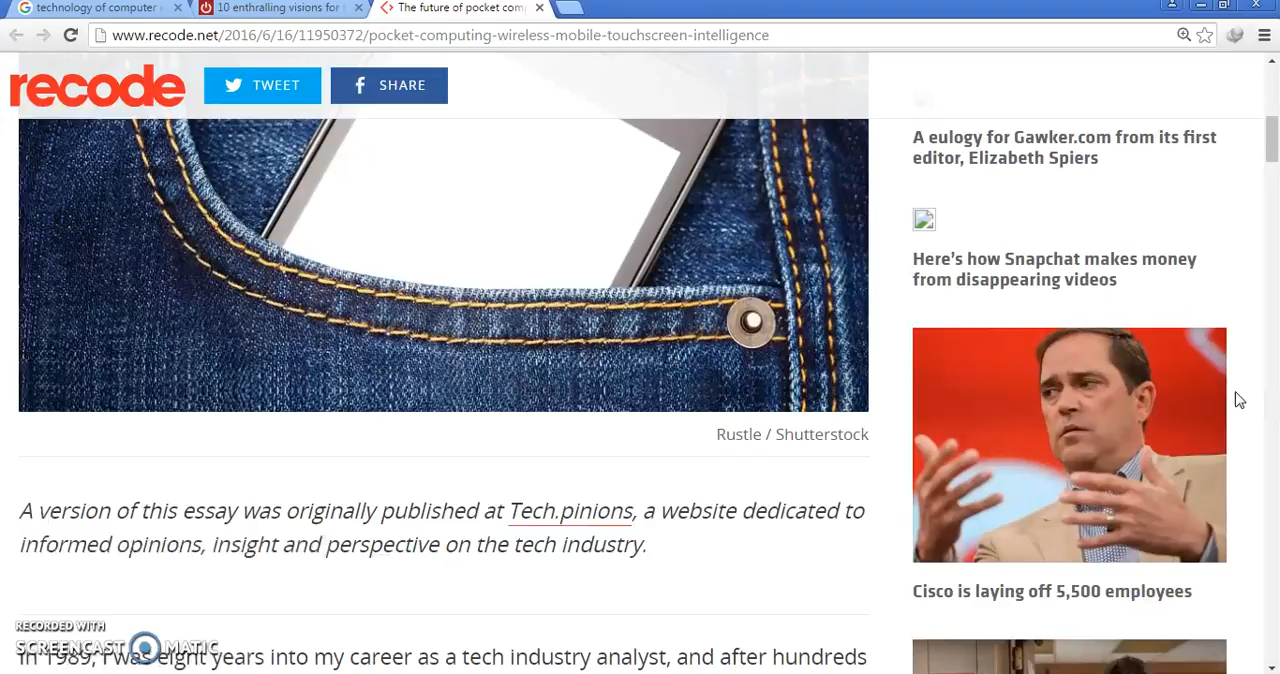 technology of computer
10 enthralling visions for
The future of pocket com
www.recode.net/2016/6/16/11950372/pocket-computing-wireless-mobile-touchscreen-intelligence
recode
TWEET
SHARE
Rustle / Shutterstock
A version of this essay was originally published at Tech.pinions, a website dedicated to
informed opinions, insight and perspective on the tech industry.
In 1989, I was eight years into my career as a tech industry analyst, and after hundreds
RECORDED WITH
SCREENCAST MATIC
A eulogy for Gawker.com from its first
editor, Elizabeth Spiers
Here's how Snapchat makes money
from disappearing videos
Cisco is laying off 5,500 employees